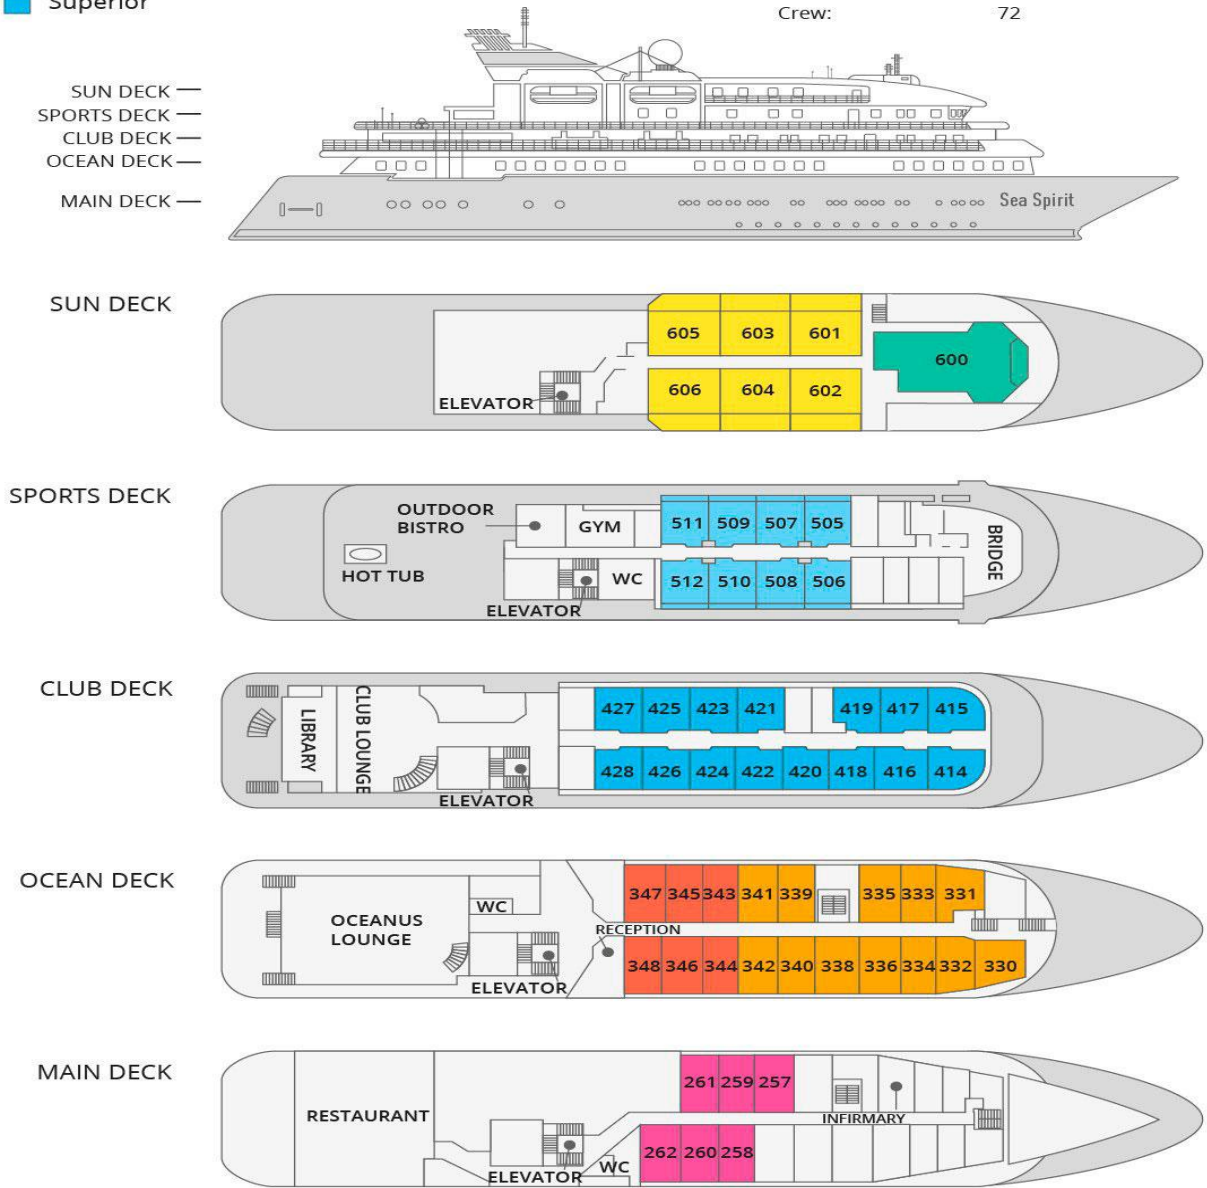 Superior
Crew: 72
SUN DECK
SPORTS DECK
CLUB DECK
OCEAN DECK
MAIN DECK
Sea Spirit
SUN DECK
605 603 601
600
606 604 602
ELEVATOR
SPORTS DECK
OUTDOOR
BISTRO
GYM
511 509 507 505
BRIDGE
HOT TUB
WC
512 510 508 506
ELEVATOR
CLUB DECK
LIBRARY
CLUB LOUNGE
427 425 423 421 419 417 415
428 426 424 422 420 418 416 414
ELEVATOR
OCEAN DECK
347 345 343 341 339 335 333 331
WC
OCEANUS
LOUNGE
RECEPTION
348 346 344 342 340 338 336 334 332 330
ELEVATOR
MAIN DECK
261 259 257
RESTAURANT
INFIRMARY
262 260 258
WC
ELEVATOR